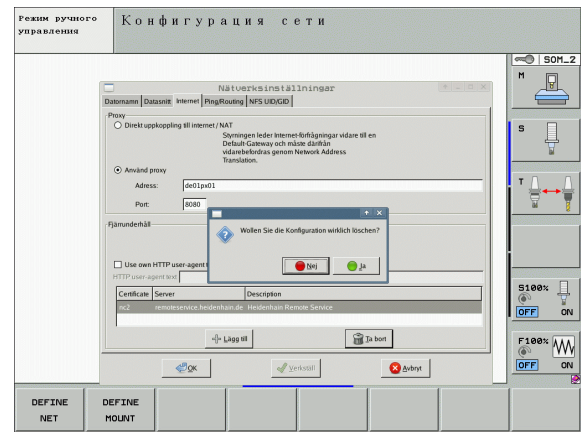 Режим ручного
управления
Конфигурация сети
SOM_2
M
Nätverksinställningar
Datornamn Datasnitt Internet Ping/Routing NFS UID/GID
Proxy
Direkt uppkoppling till internet / NAT
Styrningen leder Internet-förfrågningar vidare till en
Default-Gateway och måste därifrån
vidarebefordras genom Network Address
Translation.
Använd proxy
Adress: de01px01
Port: 8080
Fjärrunderhåll
Wollen Sie die Konfiguration wirklich löschen?
Nej Ja
Use own HTTP user-agent t
HTTP user-agent text
Certificate Server Description
nc2 remoteservice.heidenhain.de Heidenhain Remote Service
Lägg till Ta bort
OK Verkställ Avbryt
S
T
S100%
OFF ON
F100%
OFF ON
DEFINE
NET
DEFINE
MOUNT